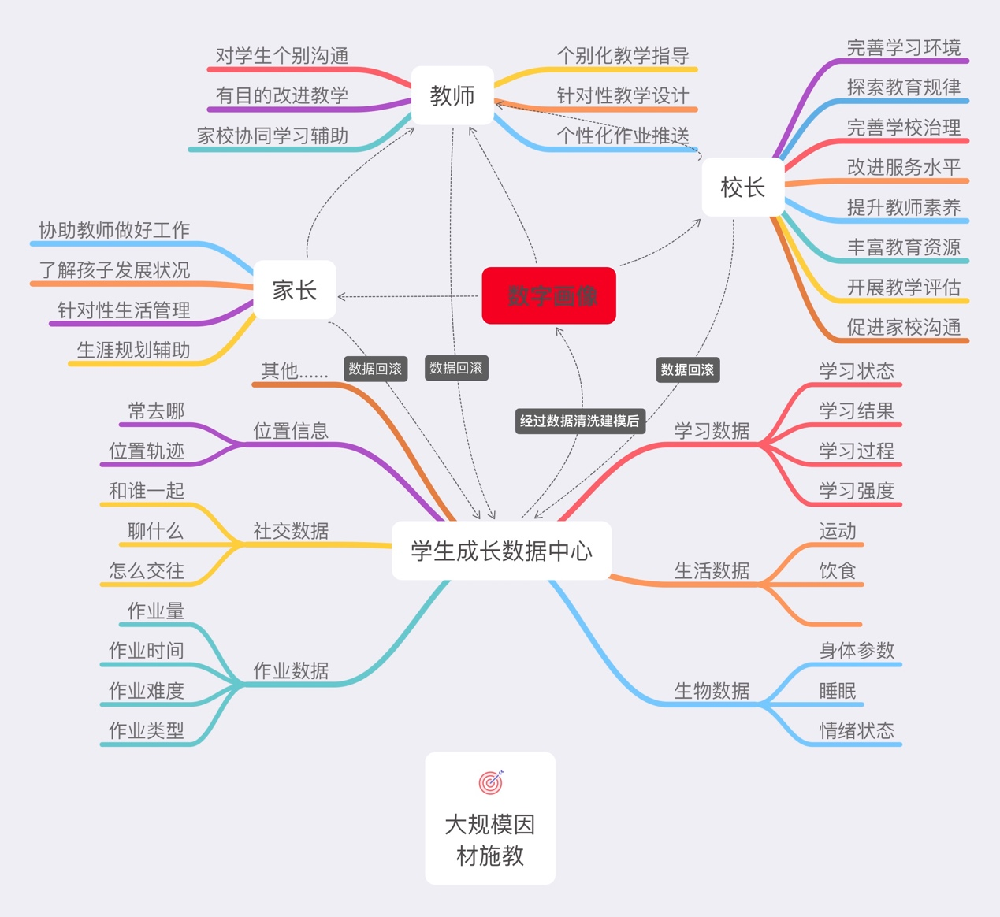 对学生个别沟通
有目的改进教学
家校协同学习辅助
教师
个别化教学指导
针对性教学设计
个性化作业推送
校长
完善学习环境
探索教育规律
完善学校治理
改进服务水平
提升教师素养
丰富教育资源
开展教学评估
促进家校沟通
协助教师做好工作
了解孩子发展状况
针对性生活管理
生涯规划辅助
家长
数字画像
数据回滚
数据回滚
数据回滚
经过数据清洗建模后
其他……
常去哪
位置轨迹
位置信息
和谁一起
聊什么
怎么交往
社交数据
作业量
作业时间
作业难度
作业类型
作业数据
学生成长数据中心
学习数据
学习状态
学习结果
学习过程
学习强度
生活数据
运动
饮食
生物数据
身体参数
睡眠
情绪状态
大规模因
材施教